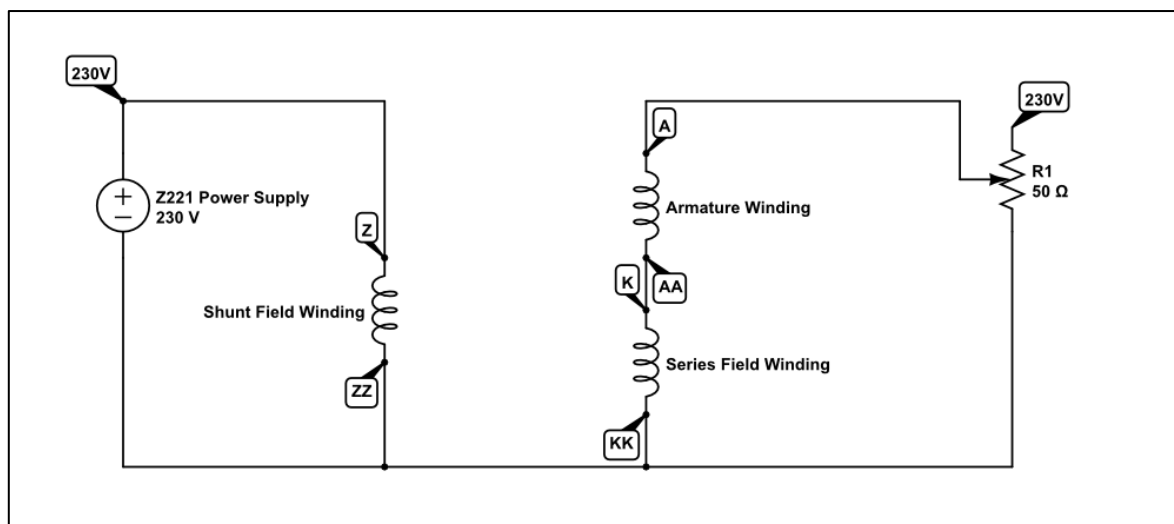 230V
230V
A
Z221 Power Supply
230 V
R1
50 Ω
Armature Winding
Z
K
AA
Shunt Field Winding
Series Field Winding
ZZ
KK